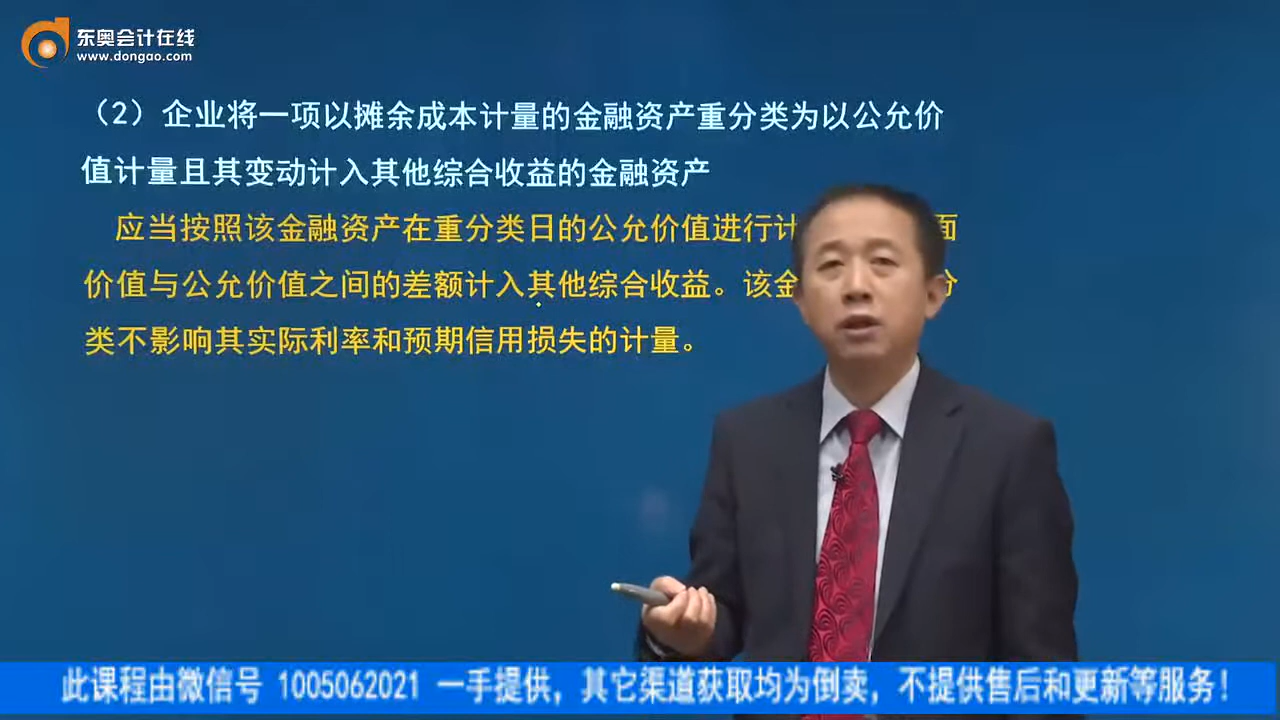 东奥会计在线
www.dongao.com
（2）企业将一项以摊余成本计量的金融资产重分类为以公允价
值计量且其变动计入其他综合收益的金融资产
应当按照该金融资产在重分类日的公允价值进行计 面
价值与公允价值之间的差额计入其他综合收益。该金 分
类不影响其实际利率和预期信用损失的计量。
此课程由微信号 1005062021 一手提供，其它渠道获取均为倒卖，不提供售后和更新等服务！